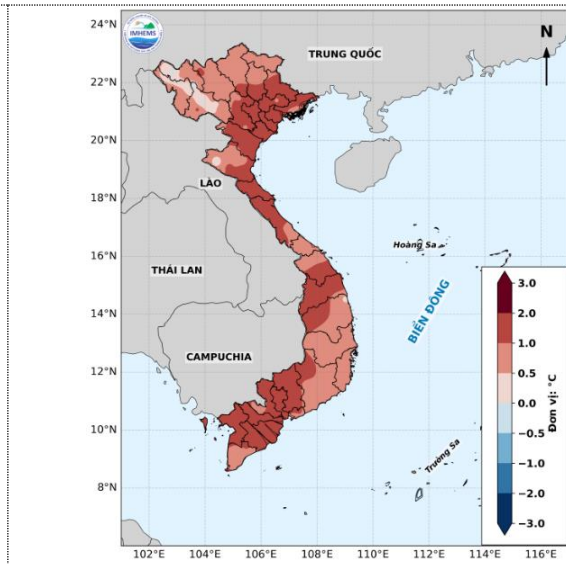 24°N
22°N
20°N
18°N
16°N
14°N
12°N
10°N
8°N
IMHEMS
TRUNG QUỐC
N
LÀO
THÁI LAN
CAMPUCHIA
Hoàng Sa
BIỂN ĐÔNG
Trường Sa
3.0
2.0
1.0
0.5
0.0
−0.5
−1.0
−2.0
−3.0
Đơn vị: °C
102°E
104°E
106°E
108°E
110°E
112°E
114°E
116°E